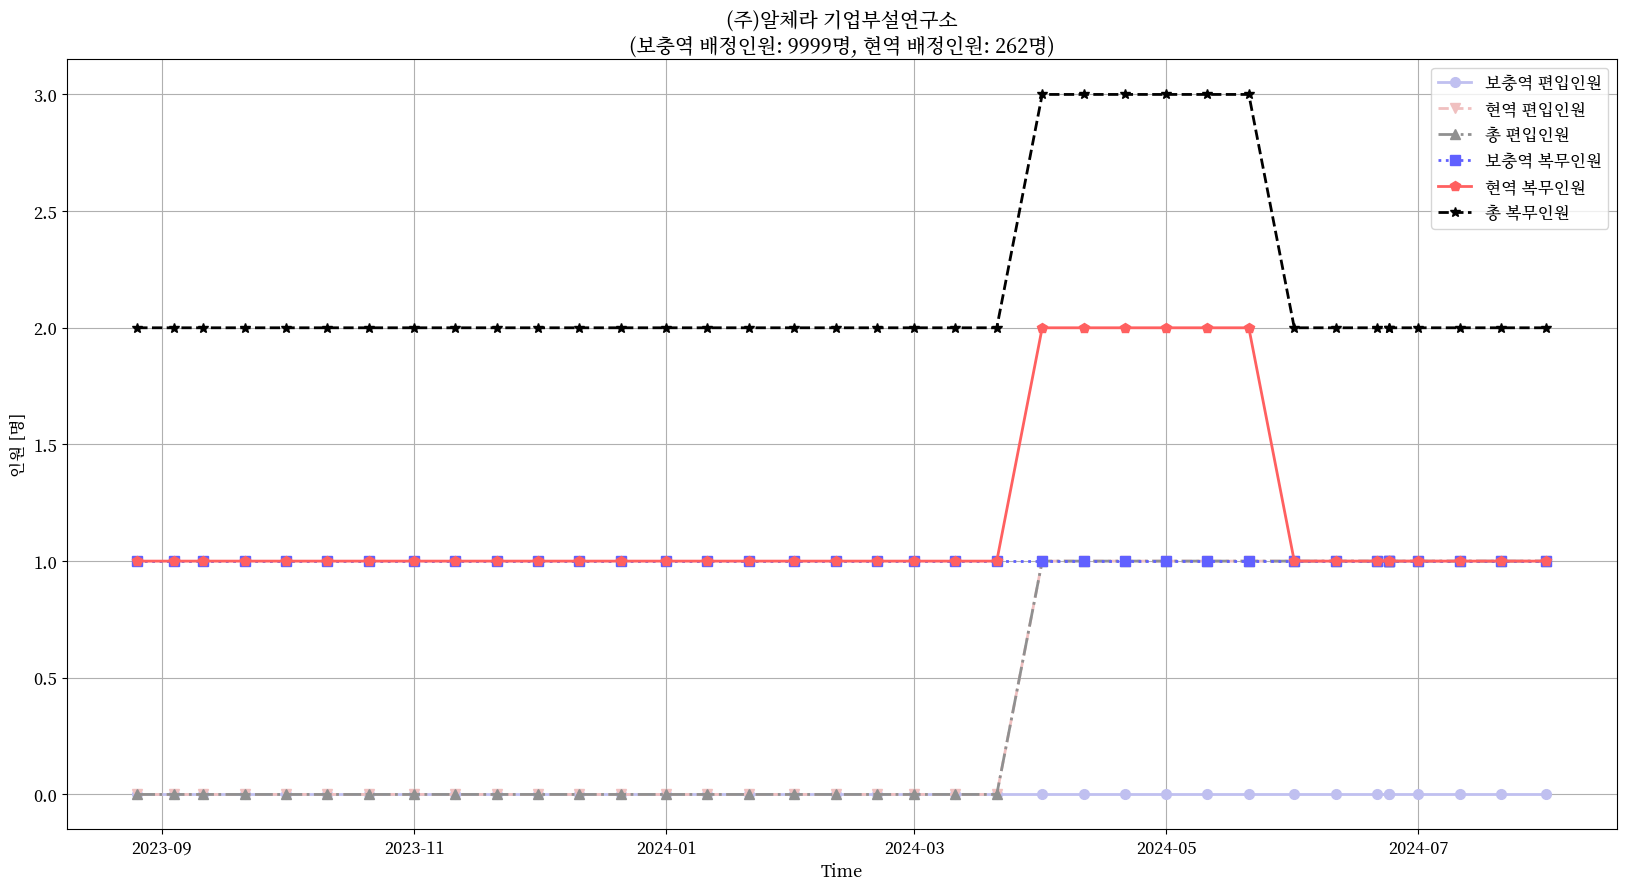 (주)알체라 기업부설연구소
(보충역 배정인원: 9999명, 현역 배정인원: 262명)
보충역 편입인원
현역 편입인원
총 편입인원
보충역 복무인원
현역 복무인원
총 복무인원
인원 [명]
3.0
2.5
2.0
1.5
1.0
0.5
0.0
2023-09
2023-11
2024-01
2024-03
2024-05
2024-07
Time